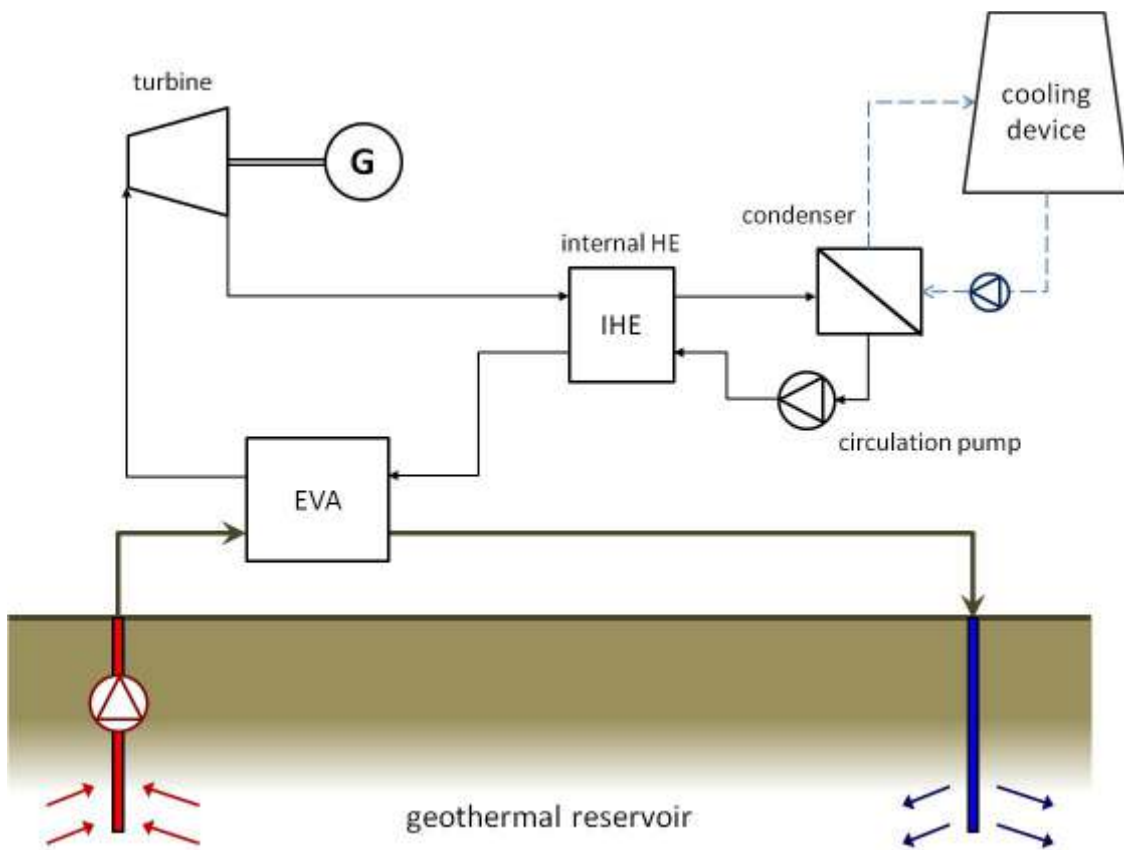 turbine
G
cooling
device
condenser
internal HE
IHE
circulation pump
EVA
geothermal reservoir